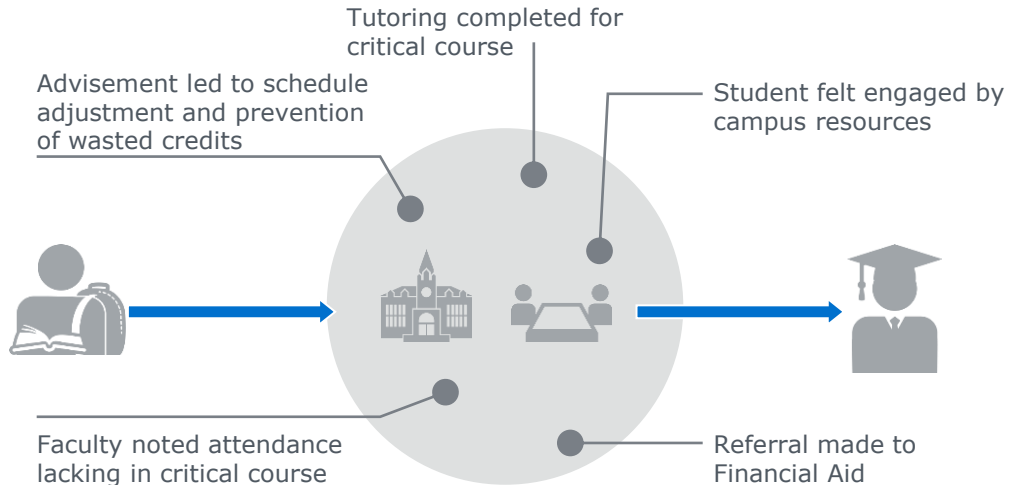 Tutoring completed for
critical course
Advisement led to schedule
adjustment and prevention
of wasted credits
Student felt engaged by
campus resources
Faculty noted attendance
lacking in critical course
Referral made to
Financial Aid